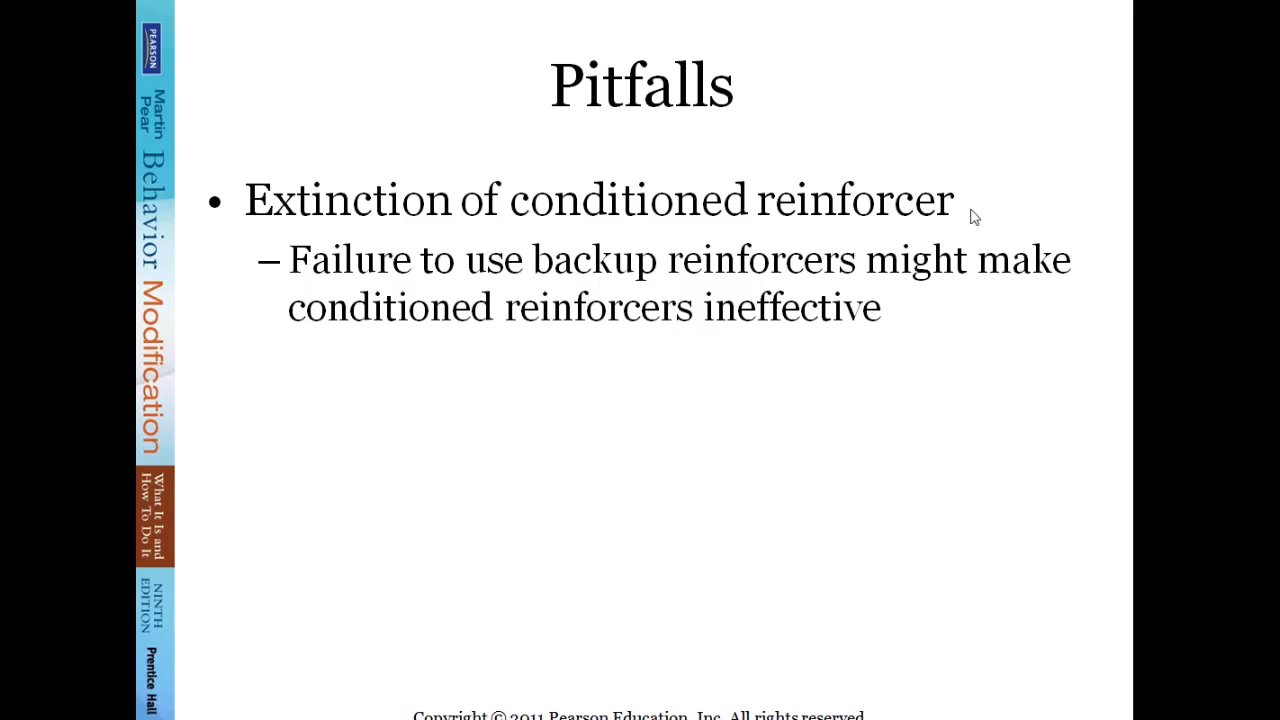 Pitfalls
• Extinction of conditioned reinforcer
– Failure to use backup reinforcers might make
conditioned reinforcers ineffective
PEARSON
Martin
Pear
Behavior Modification
What It Is and
How To Do It
NINTH
EDITION
Prentice Hall
Copyright © 2011 Pearson Education, Inc. All rights reserved